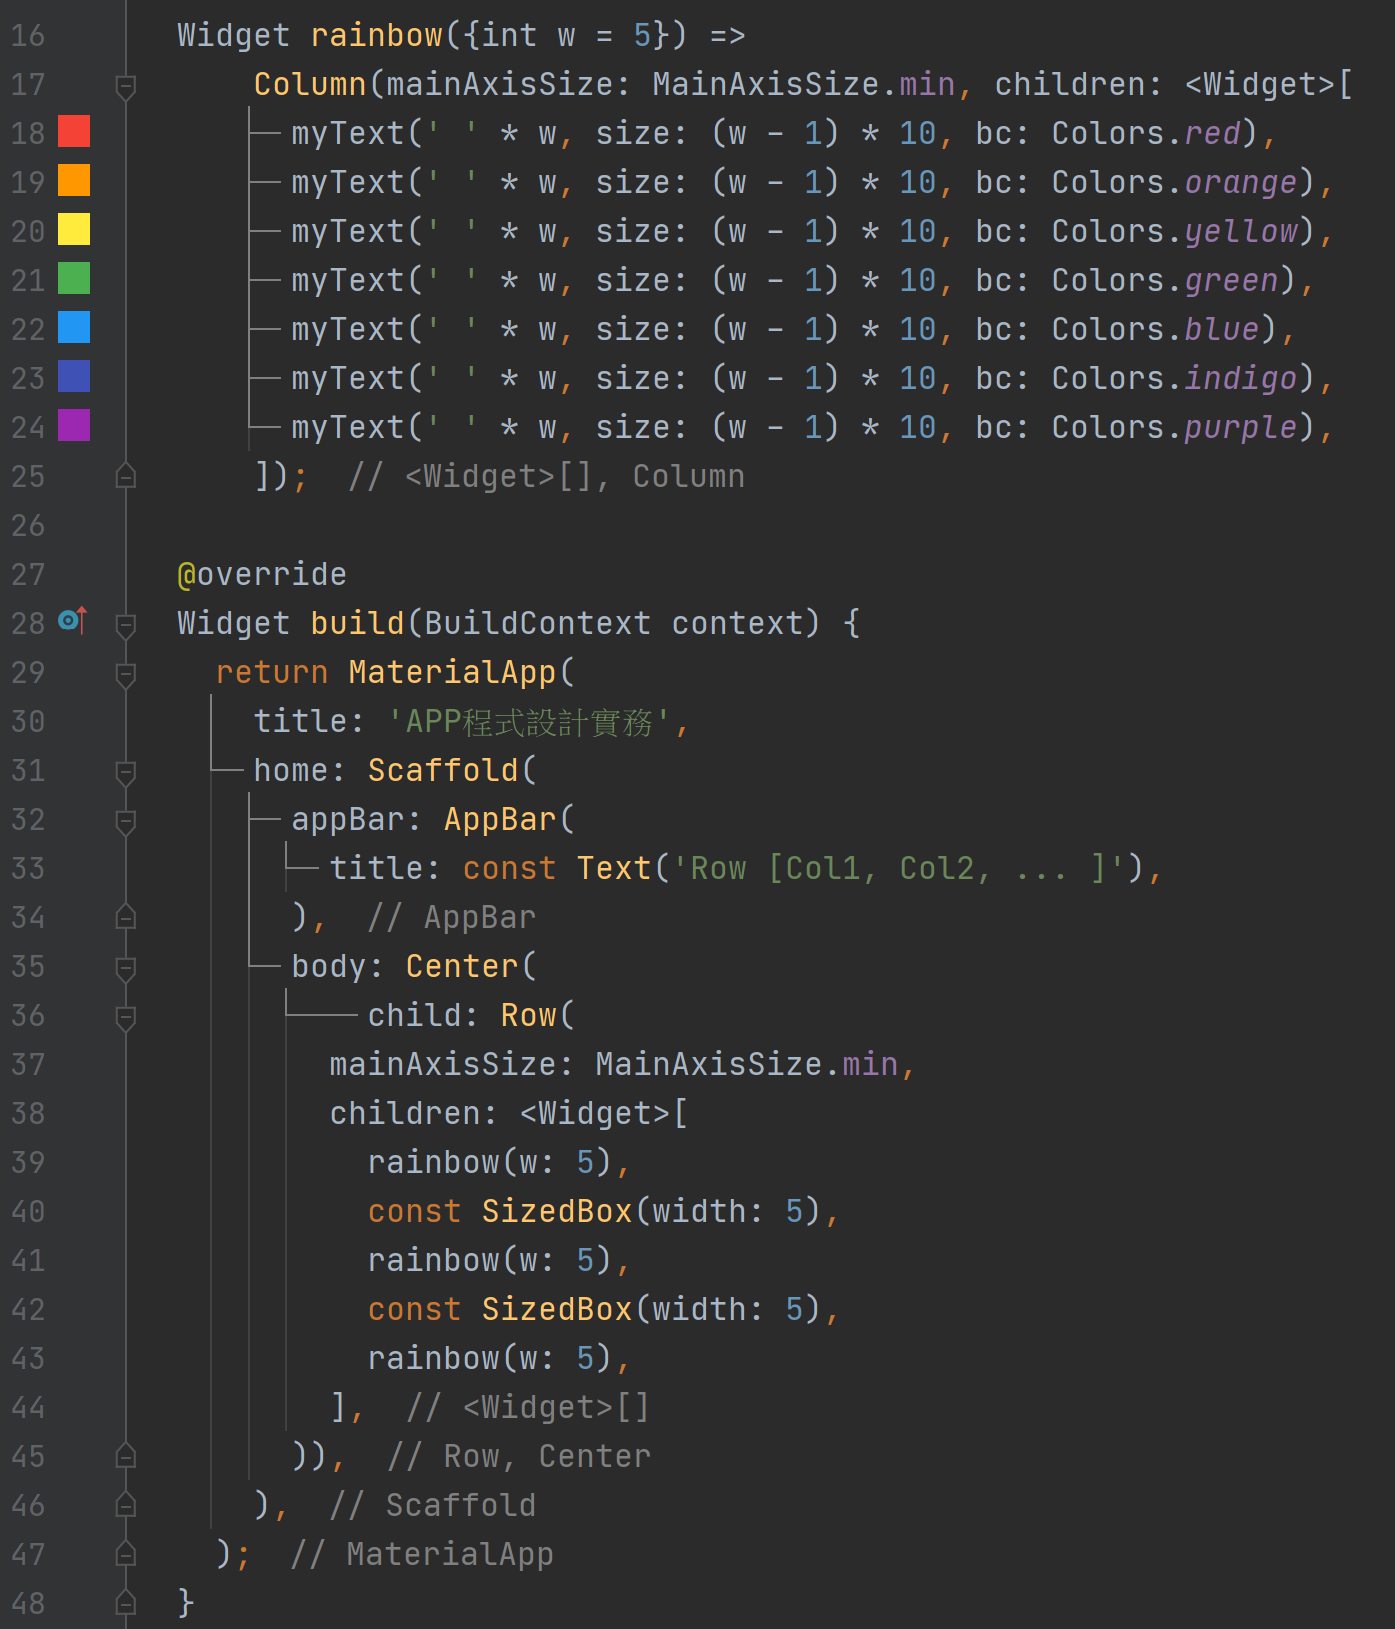 16 Widget rainbow({int w = 5}) =>
17 Column(mainAxisSize: MainAxisSize.min, children: <Widget>[
18 myText(' ' * w, size: (w - 1) * 10, bc: Colors.red),
19 myText(' ' * w, size: (w - 1) * 10, bc: Colors.orange),
20 myText(' ' * w, size: (w - 1) * 10, bc: Colors.yellow),
21 myText(' ' * w, size: (w - 1) * 10, bc: Colors.green),
22 myText(' ' * w, size: (w - 1) * 10, bc: Colors.blue),
23 myText(' ' * w, size: (w - 1) * 10, bc: Colors.indigo),
24 myText(' ' * w, size: (w - 1) * 10, bc: Colors.purple),
25 ]); // <Widget>[], Column
26
27 @override
28 Widget build(BuildContext context) {
29 return MaterialApp(
30 title: 'APP程式設計實務',
31 home: Scaffold(
32 appBar: AppBar(
33 title: const Text('Row [Col1, Col2, ... ]'),
34 ), // AppBar
35 body: Center(
36 child: Row(
37 mainAxisSize: MainAxisSize.min,
38 children: <Widget>[
39 rainbow(w: 5),
40 const SizedBox(width: 5),
41 rainbow(w: 5),
42 const SizedBox(width: 5),
43 rainbow(w: 5),
44 ], // <Widget>[]
45 )), // Row, Center
46 ), // Scaffold
47 ); // MaterialApp
48 }